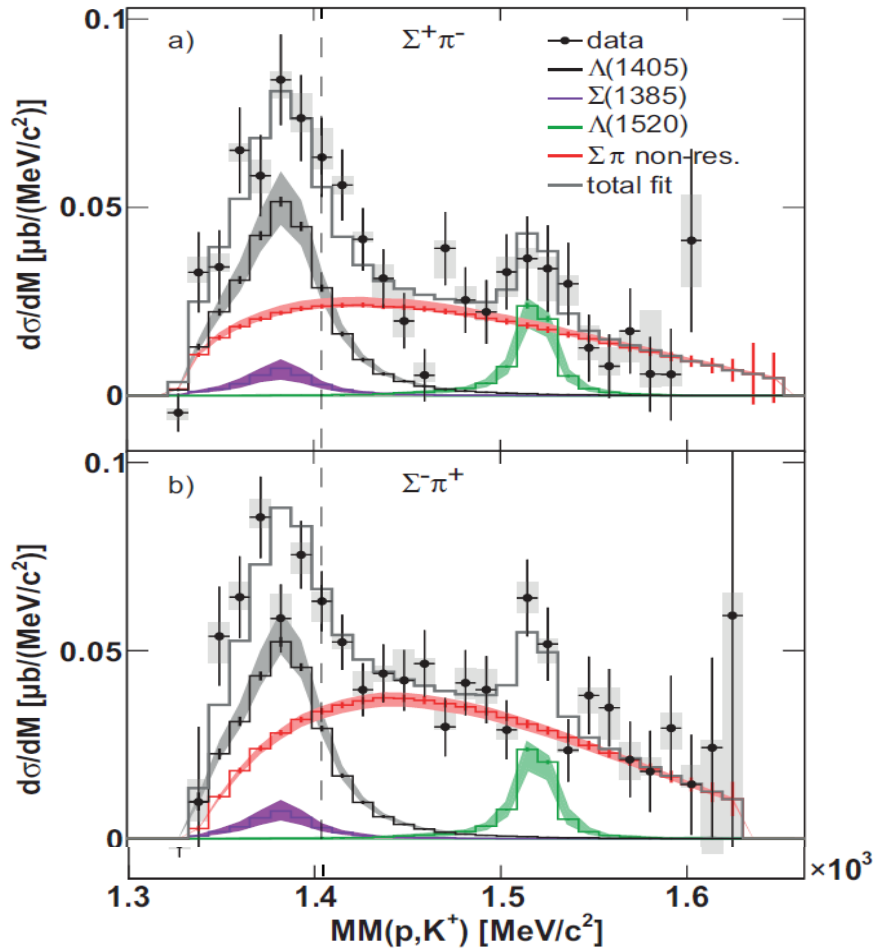 0.1
a)
Σ⁺π⁻
data
Λ(1405)
Σ(1385)
Λ(1520)
Σπ non-res.
total fit
dσ/dM [μb/(MeV/c²)]
0.05
0
0.1
b)
Σ⁻π⁺
dσ/dM [μb/(MeV/c²)]
0.05
0
×10³
1.3 1.4 1.5 1.6
MM(p,K⁺) [MeV/c²]